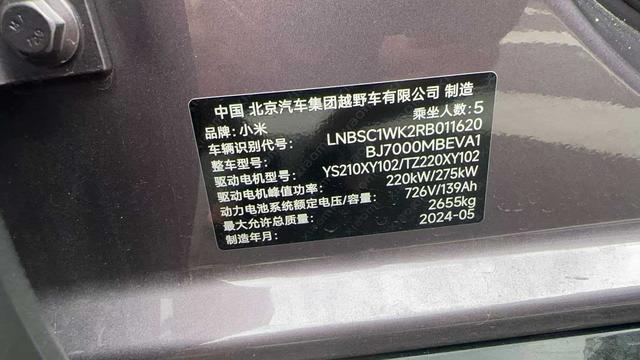 中国 北京汽车集团越野车有限公司 制造
品牌:小米 乘坐人数:5
车辆识别代号: LNBSC1WK2RB011620
整车型号: BJ7000MBEVA1
驱动电机型号: YS210XY102/TZ220XY102
驱动电机峰值功率: 220kW/275kW
动力电池系统额定电压/容量: 726V/139Ah
最大允许总质量: 2655kg
制造年月: 2024-05